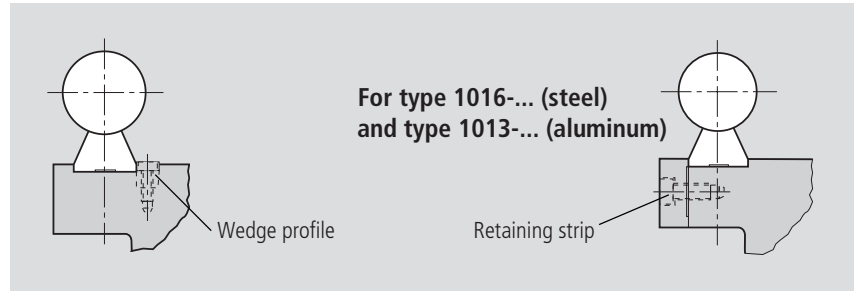 For type 1016-... (steel)
and type 1013-... (aluminum)
Wedge profile
Retaining strip